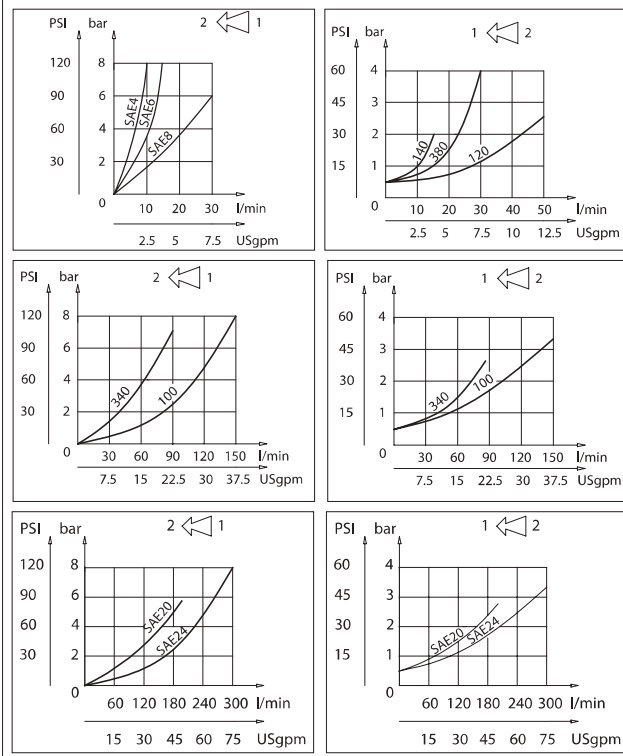 PSI bar 2 1
120 8
90 6
60 4
30 2
0
SAE4
SAE6
SAE8
10 20 30 l/min
2.5 5 7.5 USgpm
PSI bar 1 2
60 4
45 3
30 2
15 1
0
140
380
120
10 20 30 40 50 l/min
2.5 5 7.5 10 12.5 USgpm
PSI bar 2 1
120 8
90 6
60 4
30 2
0
340
100
30 60 90 120 150 l/min
7.5 15 22.5 30 37.5 USgpm
PSI bar 1 2
60 4
45 3
30 2
15 1
0
340
100
30 60 90 120 150 l/min
7.5 15 22.5 30 37.5 USgpm
PSI bar 2 1
120 8
90 6
60 4
30 2
0
SAE20
SAE24
60 120 180 240 300 l/min
15 30 45 60 75 USgpm
PSI bar 1 2
60 4
45 3
30 2
15 1
0
SAE20
SAE24
60 120 180 240 300 l/min
15 30 45 60 75 USgpm